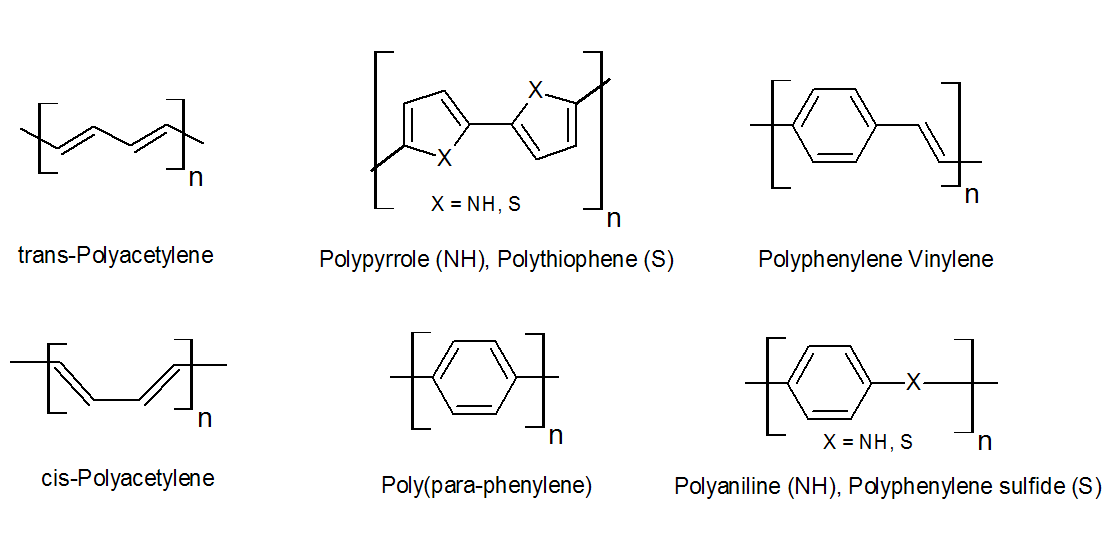 n
trans-Polyacetylene
X
X
X = NH, S
n
Polypyrrole (NH), Polythiophene (S)
n
Polyphenylene Vinylene
n
cis-Polyacetylene
n
Poly(para-phenylene)
X
X = NH, S
n
Polyaniline (NH), Polyphenylene sulfide (S)